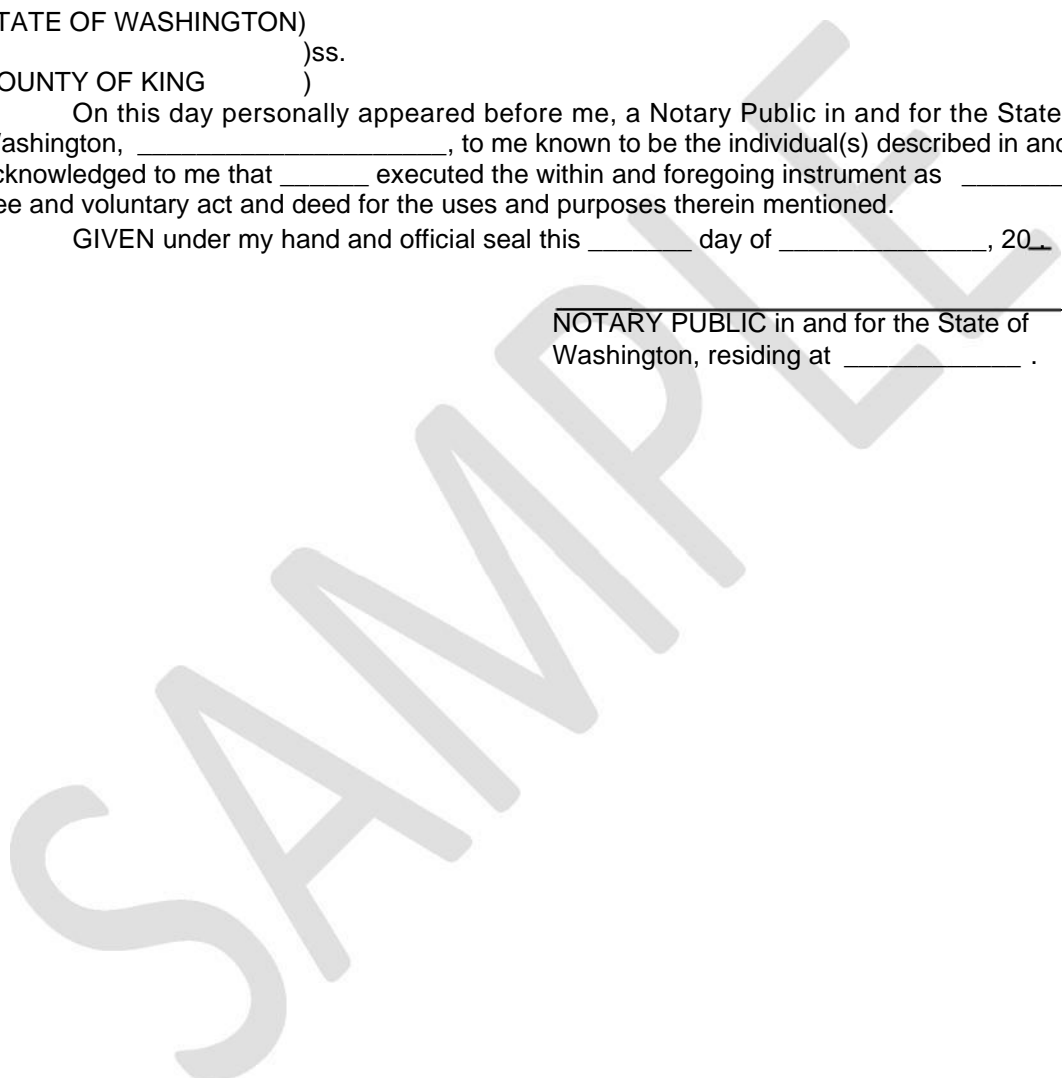 TATE OF WASHINGTON)
)ss.
OUNTY OF KING )
On this day personally appeared before me, a Notary Public in and for the State
Washington, _____________________, to me known to be the individual(s) described in and
cknowledged to me that ______ executed the within and foregoing instrument as _______
ee and voluntary act and deed for the uses and purposes therein mentioned.
GIVEN under my hand and official seal this _______ day of ______________, 20_.
NOTARY PUBLIC in and for the State of
Washington, residing at ____________ .
SAMPLE